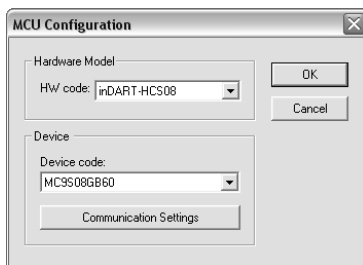 MCU Configuration
Hardware Model
HW code: inDART-HCS08
OK
Cancel
Device
Device code:
MC9S08GB60
Communication Settings